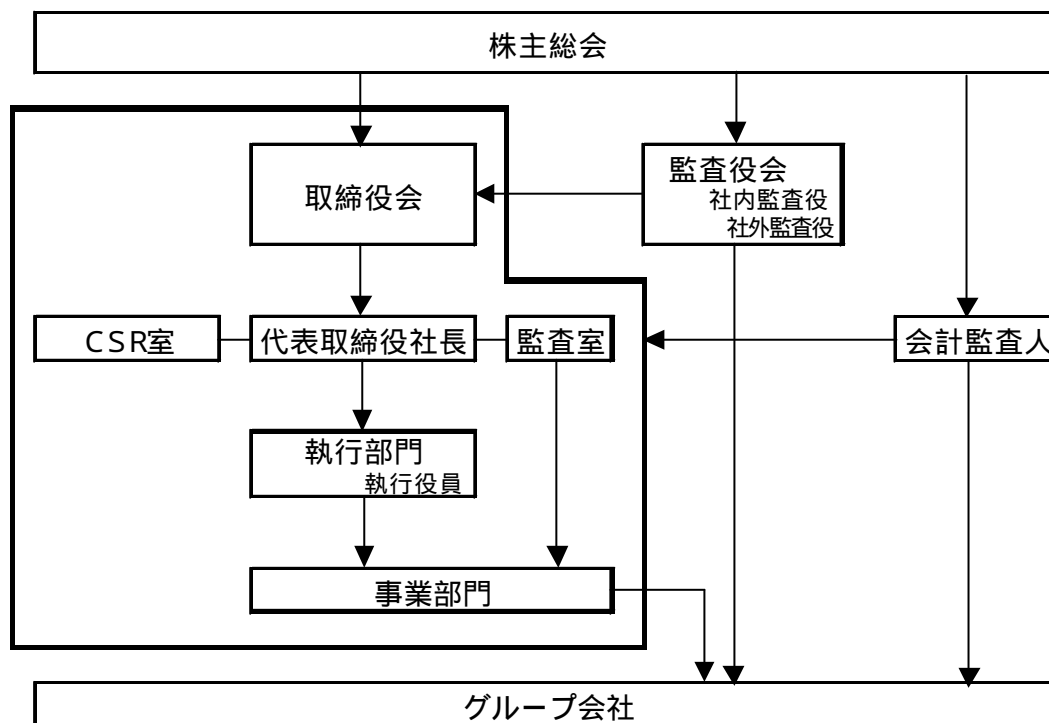 株主総会
取締役会
監査役会
社内監査役
社外監査役
CSR室
代表取締役社長
監査室
会計監査人
執行部門
執行役員
事業部門
グループ会社